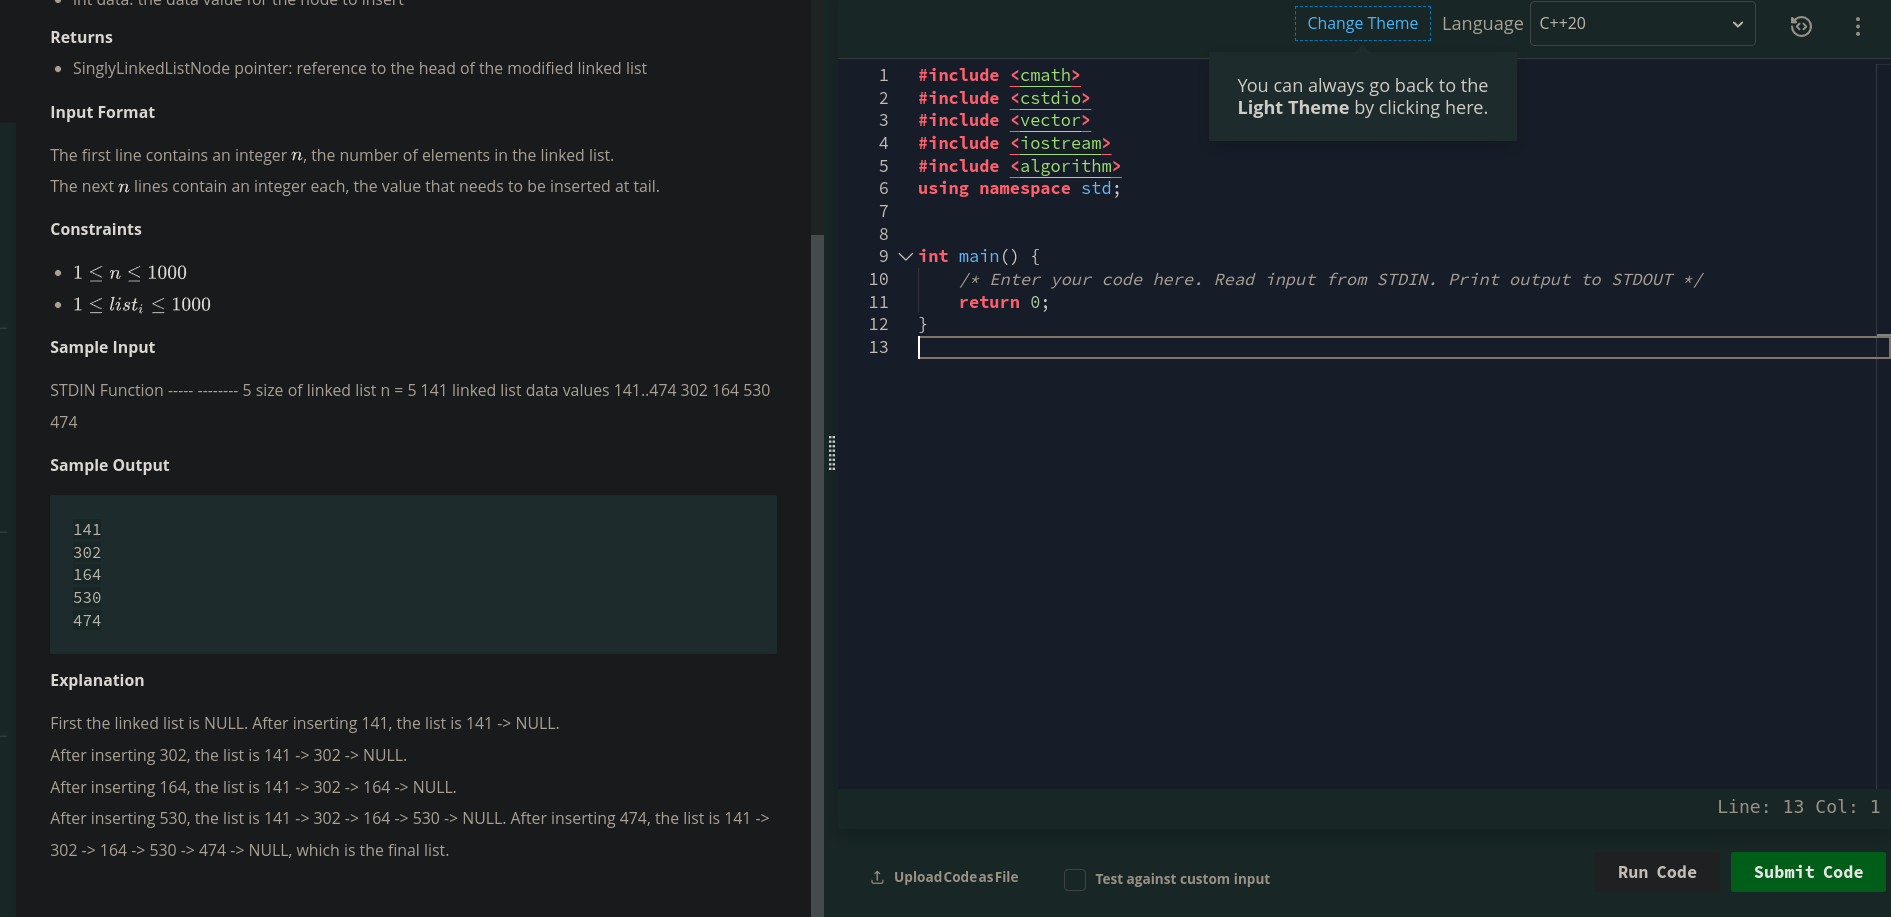 int data: the data value for the node to insert
Returns
SinglyLinkedListNode pointer: reference to the head of the modified linked list
Input Format
The first line contains an integer n, the number of elements in the linked list.
The next n lines contain an integer each, the value that needs to be inserted at tail.
Constraints
1 ≤ n ≤ 1000
1 ≤ listᵢ ≤ 1000
Sample Input
STDIN Function ----- -------- 5 size of linked list n = 5 141 linked list data values 141..474 302 164 530
474
Sample Output
141
302
164
530
474
Explanation
First the linked list is NULL. After inserting 141, the list is 141 -> NULL.
After inserting 302, the list is 141 -> 302 -> NULL.
After inserting 164, the list is 141 -> 302 -> 164 -> NULL.
After inserting 530, the list is 141 -> 302 -> 164 -> 530 -> NULL. After inserting 474, the list is 141 ->
302 -> 164 -> 530 -> 474 -> NULL, which is the final list.
Change Theme Language C++20
You can always go back to the
Light Theme by clicking here.
1 #include <cmath>
2 #include <cstdio>
3 #include <vector>
4 #include <iostream>
5 #include <algorithm>
6 using namespace std;
7
8
9 int main() {
10 /* Enter your code here. Read input from STDIN. Print output to STDOUT */
11 return 0;
12 }
13
Line: 13 Col: 1
Upload Code as File
Test against custom input
Run Code
Submit Code